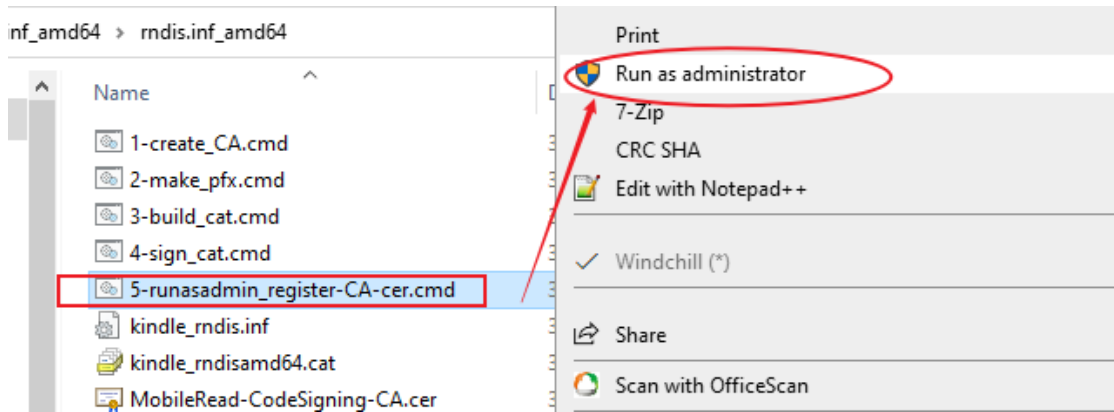 inf_amd64 > rndis.inf_amd64
Name
1-create_CA.cmd
2-make_pfx.cmd
3-build_cat.cmd
4-sign_cat.cmd
5-runasadmin_register-CA-cer.cmd
kindle_rndis.inf
kindle_rndisamd64.cat
MobileRead-CodeSigning-CA.cer
Print
Run as administrator
7-Zip
CRC SHA
Edit with Notepad++
Windchill (*)
Share
Scan with OfficeScan